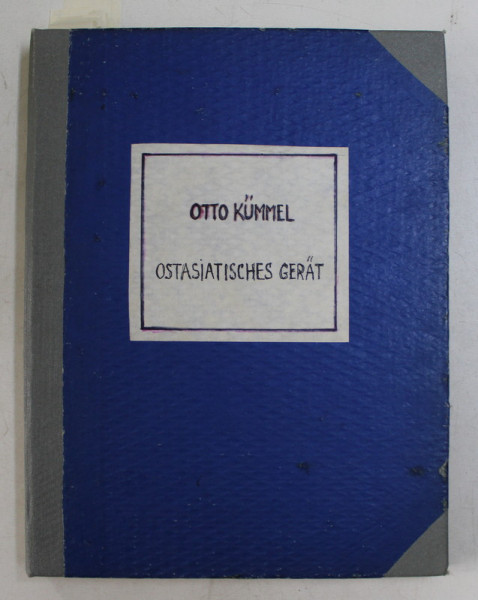 OTTO KÜMMEL
OSTASiATISCHES GERÄT